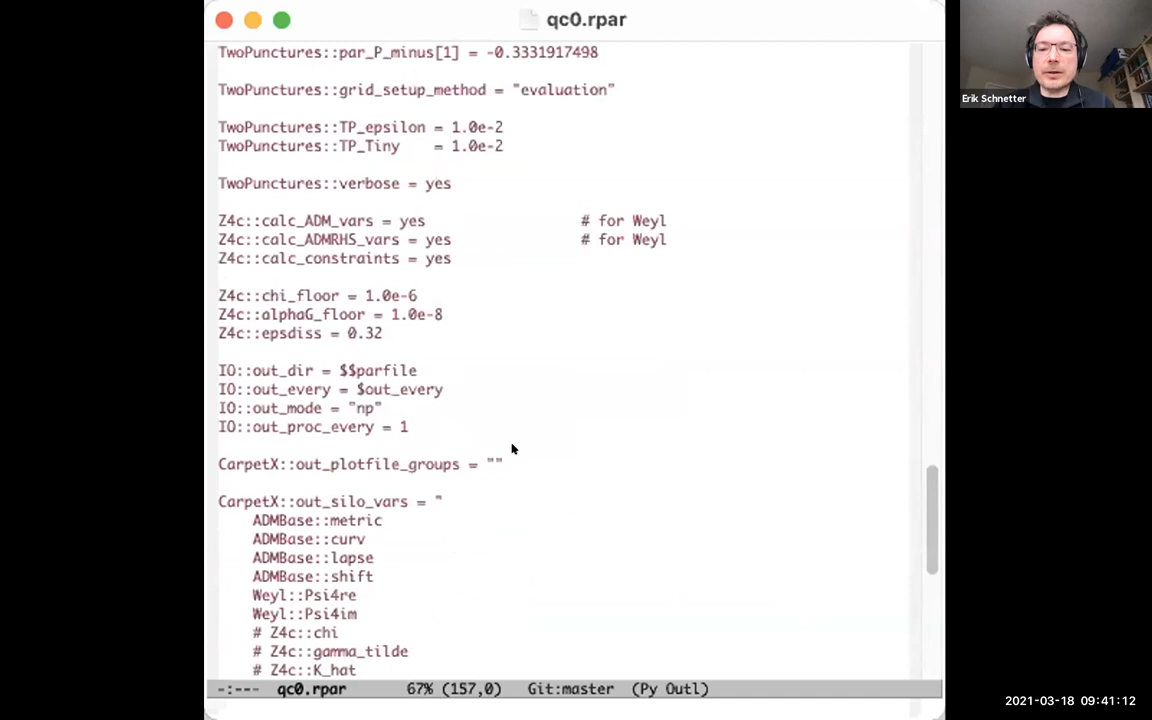 qc0.rpar
TwoPunctures::par_P_minus[1] = -0.3331917498
TwoPunctures::grid_setup_method = "evaluation"
TwoPunctures::TP_epsilon = 1.0e-2
TwoPunctures::TP_Tiny    = 1.0e-2
TwoPunctures::verbose = yes
Z4c::calc_ADM_vars = yes                  # for Weyl
Z4c::calc_ADMRHS_vars = yes               # for Weyl
Z4c::calc_constraints = yes
Z4c::chi_floor = 1.0e-6
Z4c::alphaG_floor = 1.0e-8
Z4c::epsdiss = 0.32
IO::out_dir = $$parfile
IO::out_every = $out_every
IO::out_mode = "np"
IO::out_proc_every = 1
CarpetX::out_plotfile_groups = ""
CarpetX::out_silo_vars = "
    ADMBase::metric
    ADMBase::curv
    ADMBase::lapse
    ADMBase::shift
    Weyl::Psi4re
    Weyl::Psi4im
    # Z4c::chi
    # Z4c::gamma_tilde
    # Z4c::K_hat
-:---  qc0.rpar       67% (157,0)   Git:master  (Py Outl)
Erik Schnetter
2021-03-18 09:41:12